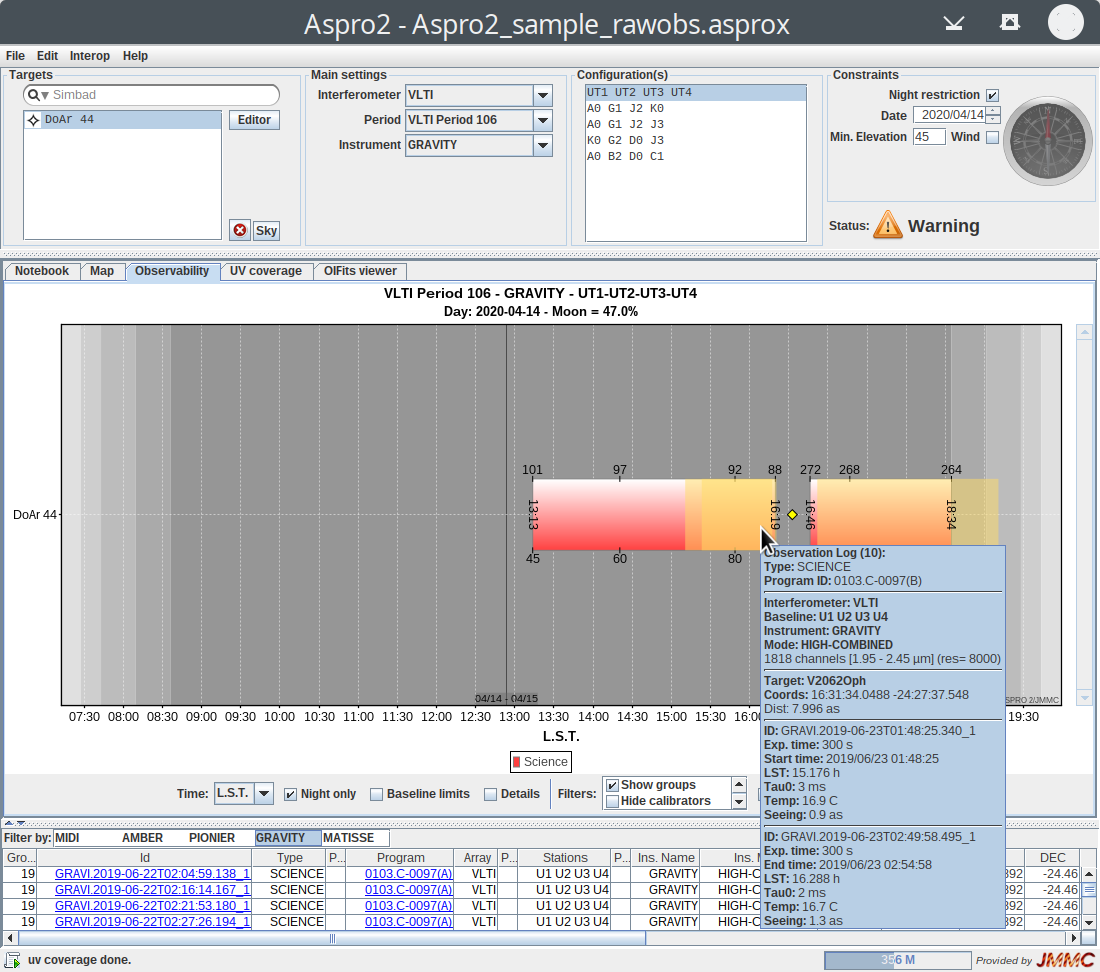 Aspro2 - Aspro2_sample_rawobs.asprox
File Edit Interop Help
Targets
Simbad
DoAr 44
Editor
Sky
Main settings
Interferometer VLTI
Period VLTI Period 106
Instrument GRAVITY
Configuration(s)
UT1 UT2 UT3 UT4
A0 G1 J2 K0
A0 G1 J2 J3
K0 G2 D0 J3
A0 B2 D0 C1
Constraints
Night restriction
Date 2020/04/14
Min. Elevation 45 Wind
Status: Warning
Notebook Map Observability UV coverage OIFits viewer
VLTI Period 106 - GRAVITY - UT1-UT2-UT3-UT4
Day: 2020-04-14 - Moon = 47.0%
101 97 92 88 272 268 264
DoAr 44
13:13 16:19 16:46 18:34
45 60 80
04/14 - 04/15
SPRO 2/JMMC
07:30 08:00 08:30 09:00 09:30 10:00 10:30 11:00 11:30 12:00 12:30 13:00 13:30 14:00 14:30 15:00 15:30 16:0 19:30
L.S.T.
Science
Observation Log (10):
Type: SCIENCE
Program ID: 0103.C-0097(B)
Interferometer: VLTI
Baseline: U1 U2 U3 U4
Instrument: GRAVITY
Mode: HIGH-COMBINED
1818 channels [1.95 - 2.45 µm] (res= 8000)
Target: V2062Oph
Coords: 16:31:34.0488 -24:27:37.548
Dist: 7.996 as
ID: GRAVI.2019-06-23T01:48:25.340_1
Exp. time: 300 s
Start time: 2019/06/23 01:48:25
LST: 15.176 h
Tau0: 3 ms
Temp: 16.9 C
Seeing: 0.9 as
ID: GRAVI.2019-06-23T02:49:58.495_1
Exp. time: 300 s
End time: 2019/06/23 02:54:58
LST: 16.288 h
Tau0: 2 ms
Temp: 16.7 C
Seeing: 1.3 as
Time: L.S.T. Night only Baseline limits Details Filters: Show groups
Hide calibrators
Filter by: MIDI AMBER PIONIER GRAVITY MATISSE
Gro... Id Type P... Program Array P... Stations P... Ins. Name Ins. DEC
19 GRAVI.2019-06-22T02:04:59.138_1 SCIENCE 0103.C-0097(A) VLTI U1 U2 U3 U4 GRAVITY HIGH-C 392 -24.46
19 GRAVI.2019-06-22T02:16:14.167_1 SCIENCE 0103.C-0097(A) VLTI U1 U2 U3 U4 GRAVITY HIGH-C 392 -24.46
19 GRAVI.2019-06-22T02:21:53.180_1 SCIENCE 0103.C-0097(A) VLTI U1 U2 U3 U4 GRAVITY HIGH-C 392 -24.46
19 GRAVI.2019-06-22T02:27:26.194_1 SCIENCE 0103.C-0097(A) VLTI U1 U2 U3 U4 GRAVITY HIGH-C 392 -24.46
uv coverage done.
356 M
Provided by JMMC